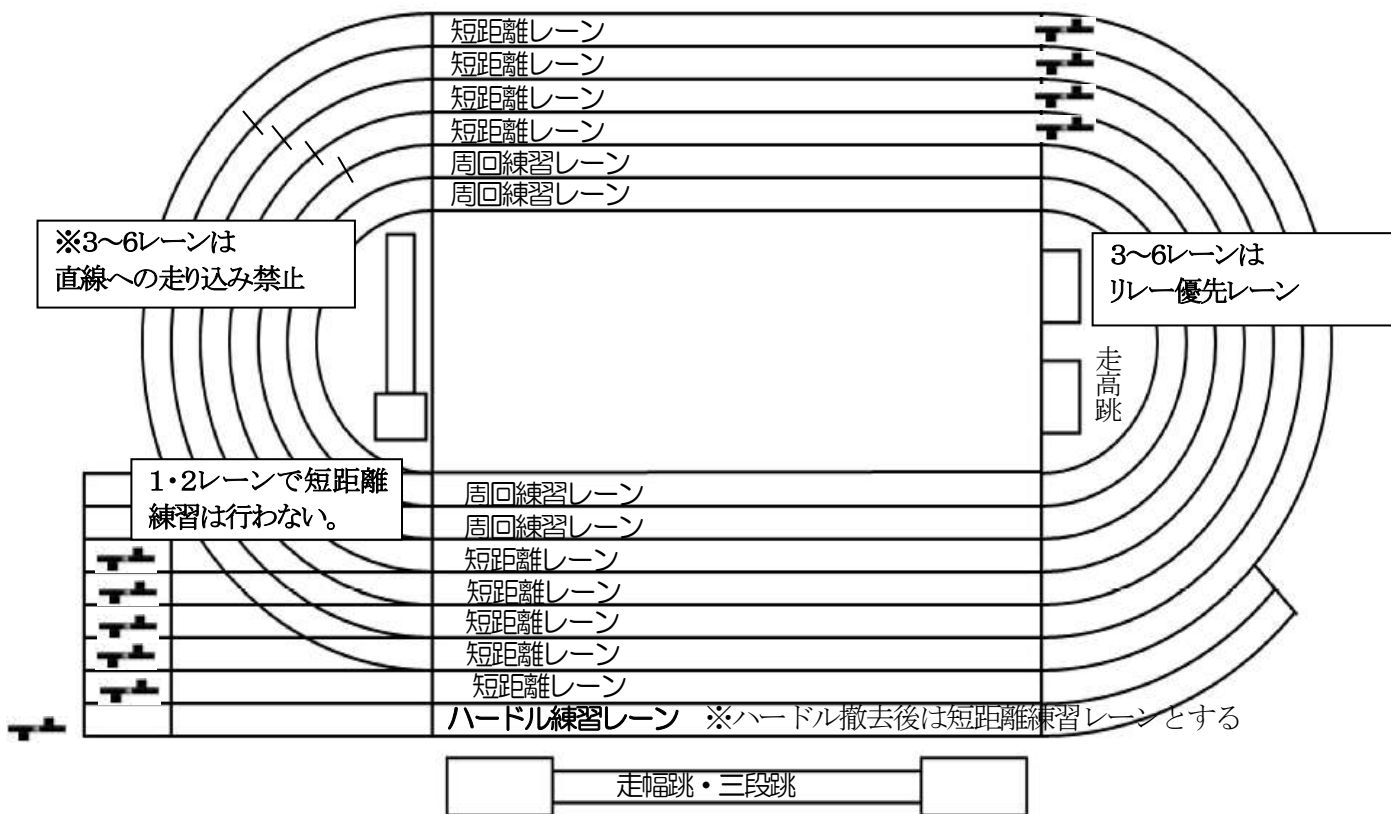 短距離レーン
短距離レーン
短距離レーン
短距離レーン
周回練習レーン
周回練習レーン
※3～6レーンは
直線への走り込み禁止
3～6レーンは
リレー優先レーン
走高跳
1・2レーンで短距離
練習は行わない。
周回練習レーン
周回練習レーン
短距離レーン
短距離レーン
短距離レーン
短距離レーン
短距離レーン
ハードル練習レーン ※ハードル撤去後は短距離練習レーンとする
走幅跳・三段跳